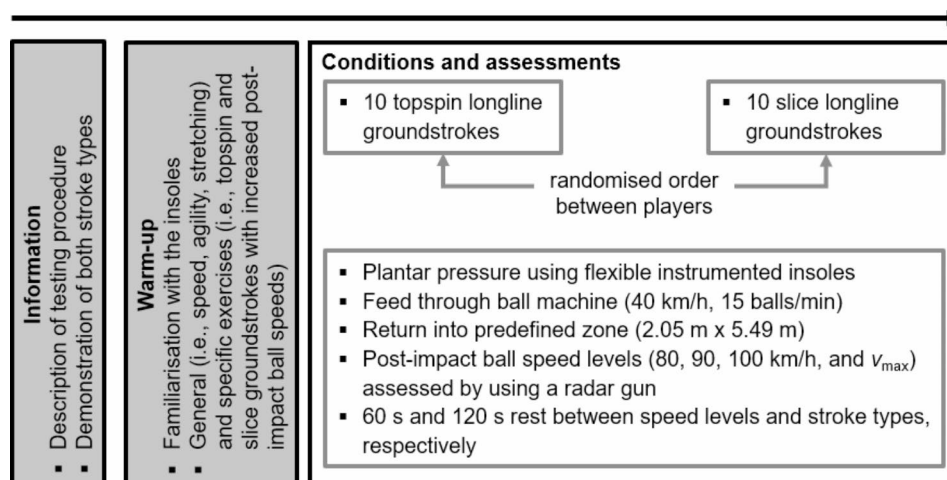 Information
▪ Description of testing procedure
▪ Demonstration of both stroke types
Warm-up
▪ Familiarisation with the insoles
▪ General (i.e., speed, agility, stretching)
and specific exercises (i.e., topspin and
slice groundstrokes with increased post-
impact ball speeds)
Conditions and assessments
▪ 10 topspin longline
groundstrokes
▪ 10 slice longline
groundstrokes
randomised order
between players
▪ Plantar pressure using flexible instrumented insoles
▪ Feed through ball machine (40 km/h, 15 balls/min)
▪ Return into predefined zone (2.05 m x 5.49 m)
▪ Post-impact ball speed levels (80, 90, 100 km/h, and vmax)
assessed by using a radar gun
▪ 60 s and 120 s rest between speed levels and stroke types,
respectively